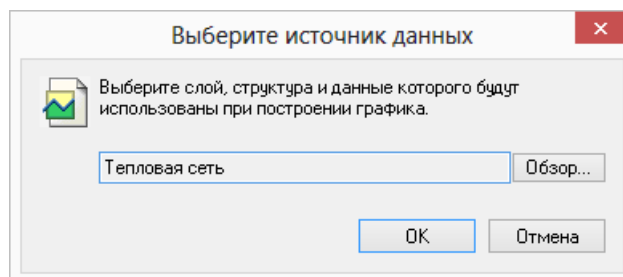 Выберите источник данных
Выберите слой, структура и данные которого будут
использованы при построении графика.
Тепловая сеть
Обзор...
OK
Отмена